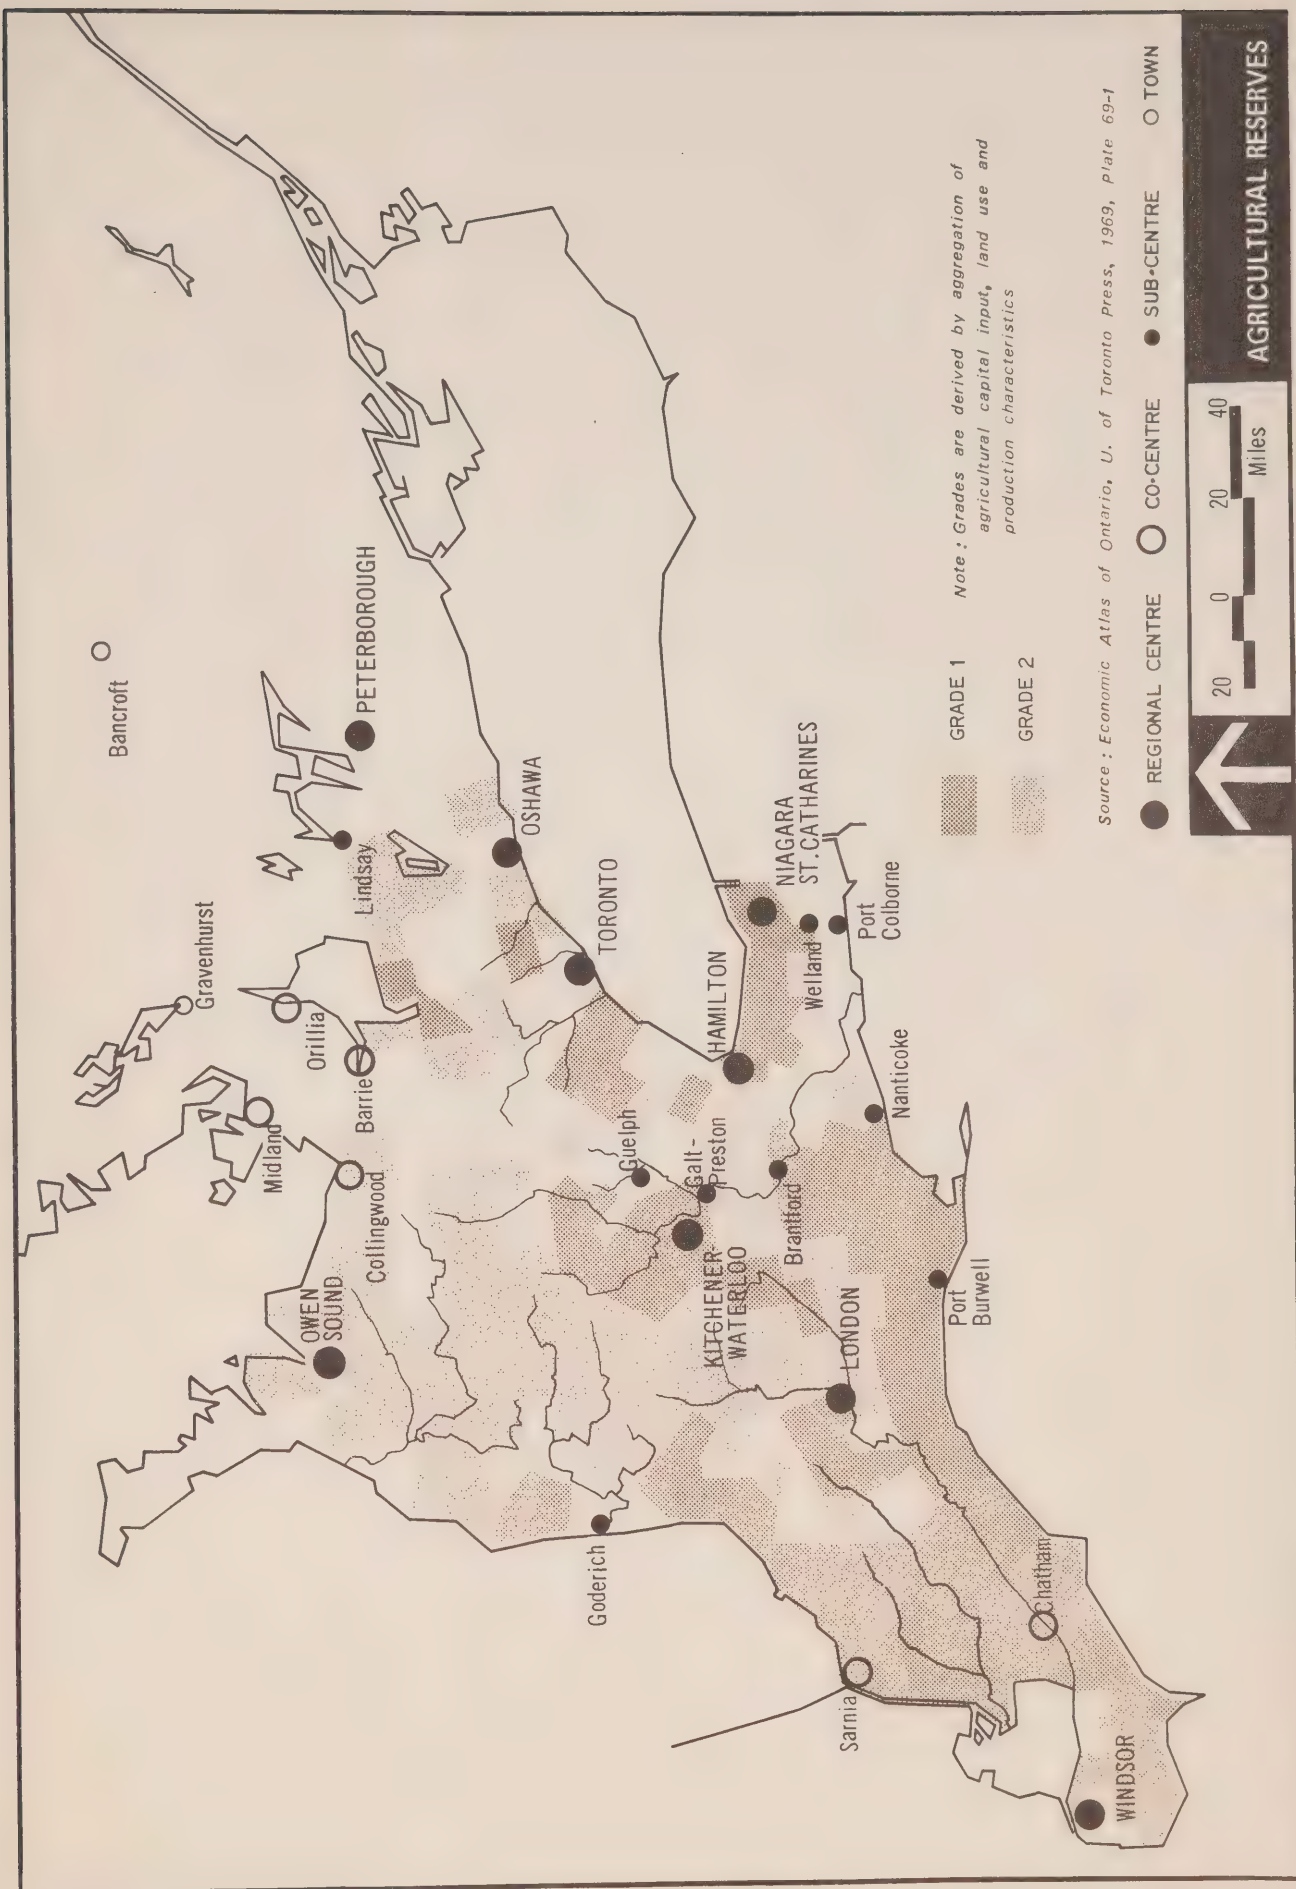 Bancroft
Gravenhurst
PETERBOROUGH
Lindsay
Orillia
Midland
Barrie
Collingwood
OWEN
SOUND
OSHAWA
TORONTO
Guelph
Galt-
Preston
HAMILTON
NIAGARA
ST. CATHARINES
Welland
Port
Colborne
Goderich
KITCHENER
WATERLOO
Brantford
Nanticoke
LONDON
Port
Burwell
Sarnia
Chatham
WINDSOR
GRADE 1
GRADE 2
Note : Grades are derived by aggregation of
agricultural capital input, land use and
production characteristics
Source : Economic Atlas of Ontario, U. of Toronto Press, 1969, Plate 69-1
REGIONAL CENTRE
CO-CENTRE
SUB-CENTRE
TOWN
20 0 20 40
Miles
AGRICULTURAL RESERVES